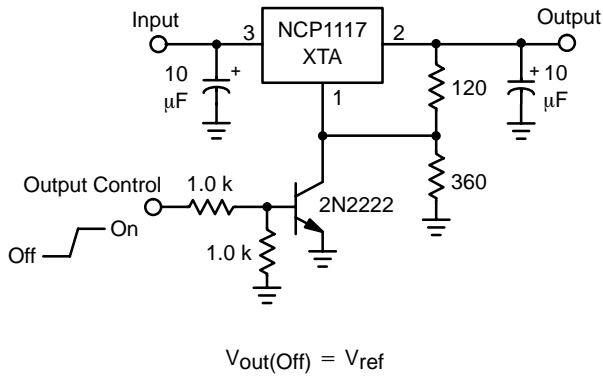 Input
3
NCP1117
XTA
2
Output
10
μF
+
1
120
+
10
μF
360
Output Control
1.0 k
2N2222
On
Off
1.0 k
Vout(Off) = Vref